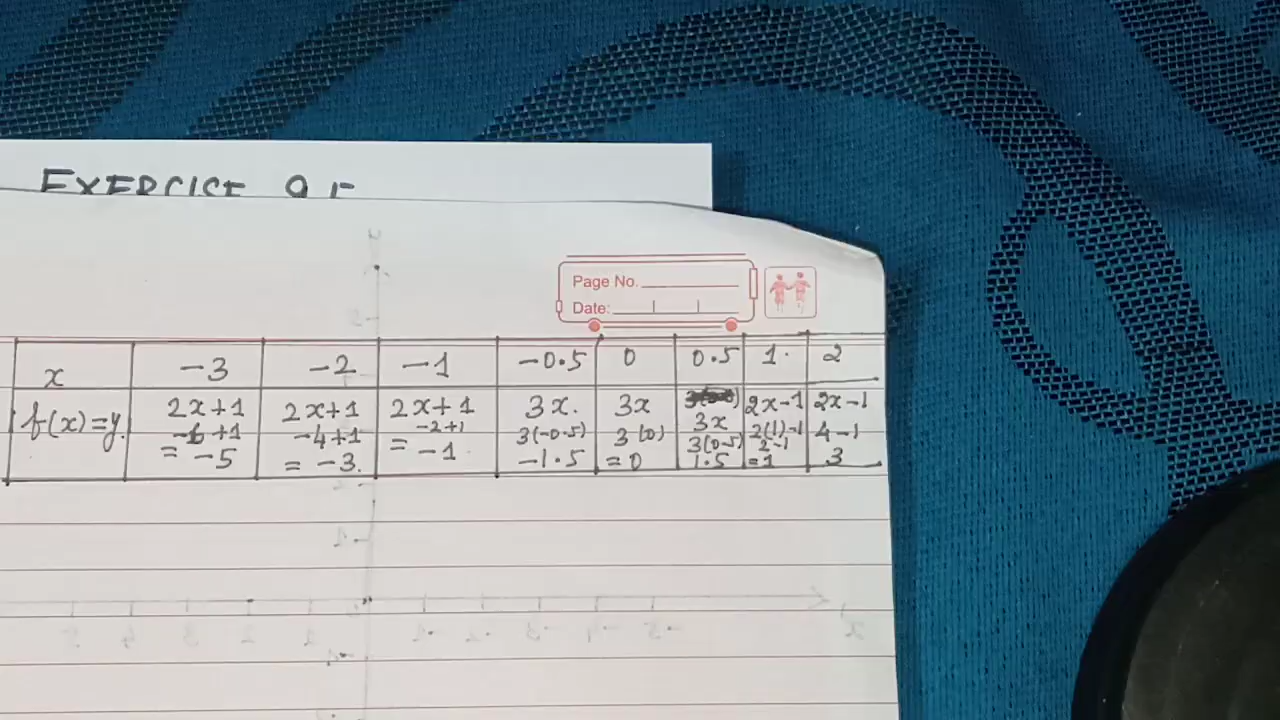 Page No.
Date:
x -3 -2 -1 -0.5 0 0.5 1. 2
f(x)=y. 2x+1 2x+1 2x+1 3x. 3x 3x 2x-1 2x-1
-6+1 -4+1 -2+1 3(-0.5) 3(0) 3(0.5) 2(1)-1 4-1
= -5 = -3. = -1. -1.5 =0 1.5 2-1 3
=1